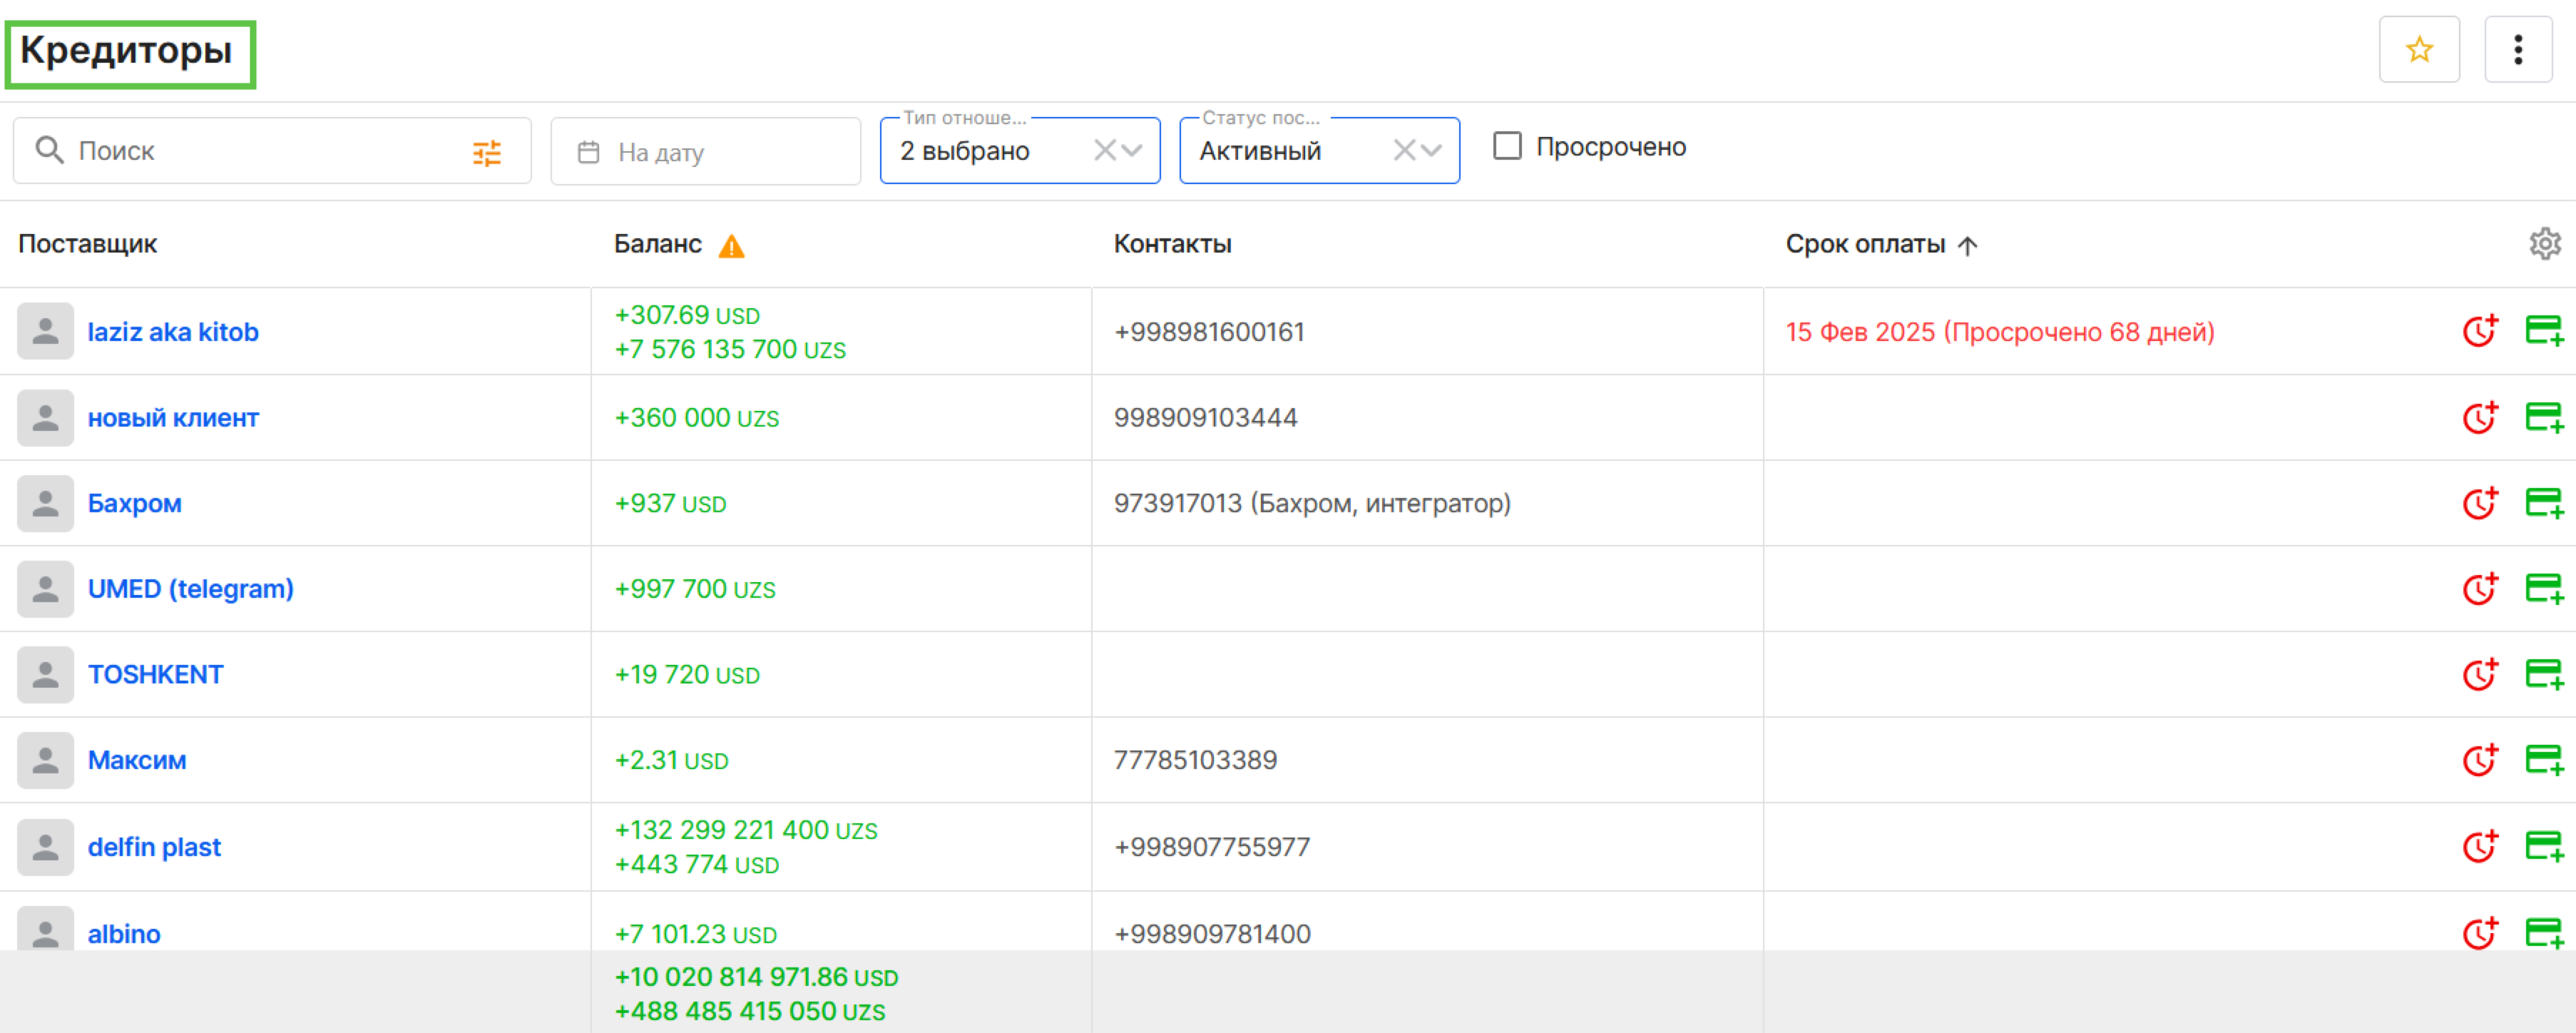 Кредиторы
Поиск
На дату
Тип отноше...
2 выбрано
Статус пос...
Активный
Просрочено
Поставщик Баланс Контакты Срок оплаты
laziz aka kitob
+307.69 USD
+7 576 135 700 UZS
+998981600161
15 Фев 2025 (Просрочено 68 дней)
новый клиент
+360 000 UZS
998909103444
Бахром
+937 USD
973917013 (Бахром, интегратор)
UMED (telegram)
+997 700 UZS
TOSHKENT
+19 720 USD
Максим
+2.31 USD
77785103389
delfin plast
+132 299 221 400 UZS
+443 774 USD
+998907755977
albino
+7 101.23 USD
+998909781400
+10 020 814 971.86 USD
+488 485 415 050 UZS